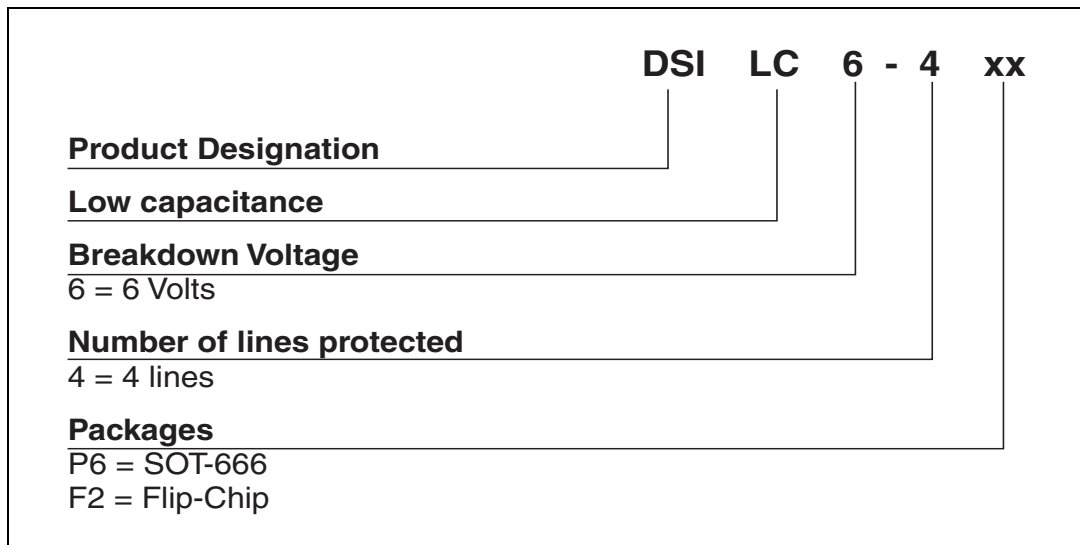 DSI LC 6 - 4 xx
Product Designation
Low capacitance
Breakdown Voltage
6 = 6 Volts
Number of lines protected
4 = 4 lines
Packages
P6 = SOT-666
F2 = Flip-Chip